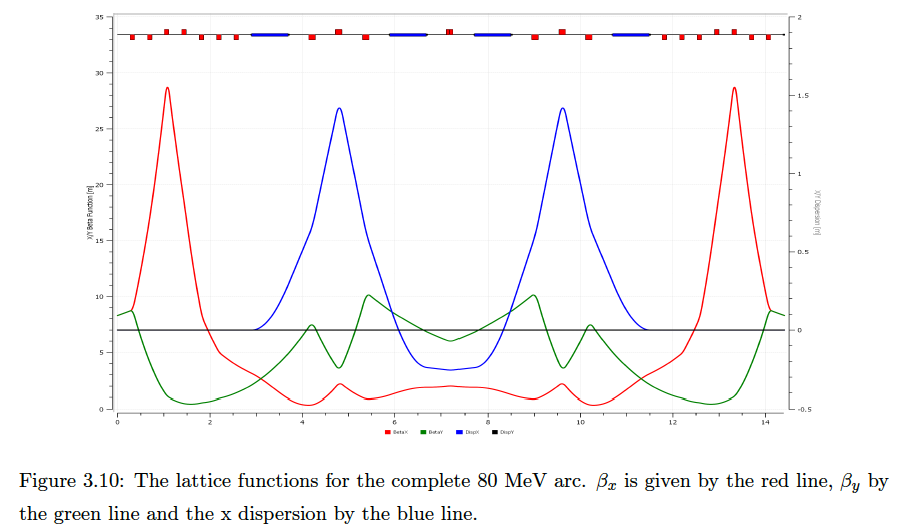 35
30
25
20
15
10
5
0
X/Y Beta Function [m]
2
1.5
1
0.5
0
-0.5
X/Y Dispersion [m]
0 2 4 6 8 10 12 14
BetaX BetaY DispX DispY
Figure 3.10: The lattice functions for the complete 80 MeV arc. βx is given by the red line, βy by
the green line and the x dispersion by the blue line.